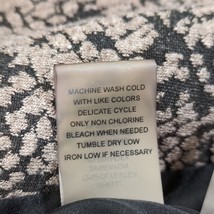 MACHINE WASH COLD
WITH LIKE COLORS
DELICATE CYCLE
ONLY NON CHLORINE
BLEACH WHEN NEEDED
TUMBLE DRY LOW
IRON LOW IF NECESSARY